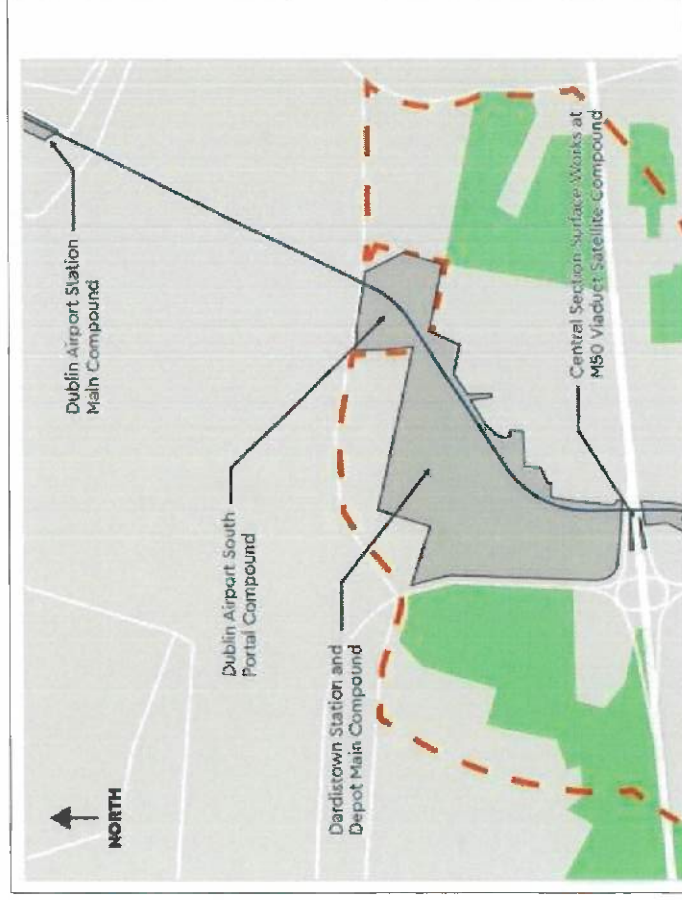 Dublin Airport Station
Main Compound
Dublin Airport South
Portal Compound
Dardistown Station and
Depot Main Compound
Central Section Surface Works at
M50 Viaduct Satellite Compound
NORTH